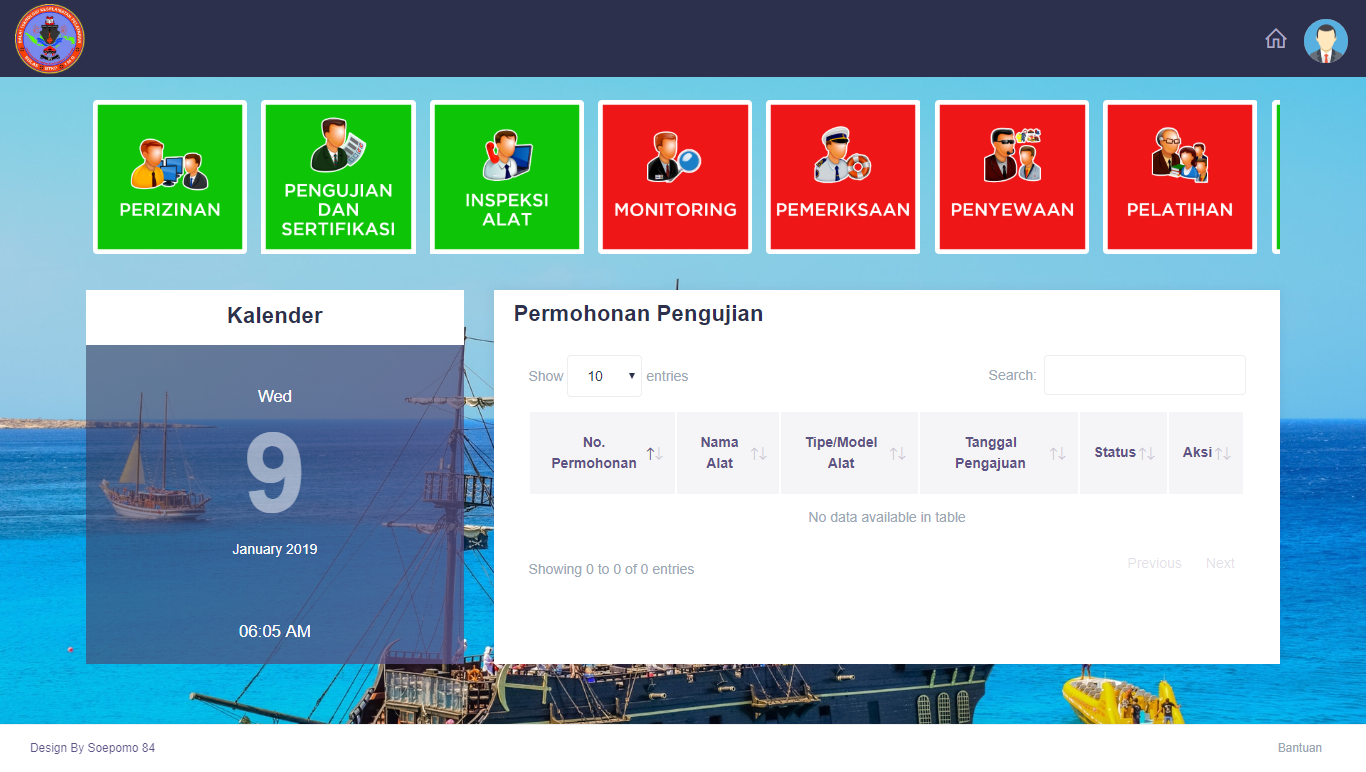 PERIZINAN
PENGUJIAN
DAN
SERTIFIKASI
INSPEKSI
ALAT
MONITORING
PEMERIKSAAN
PENYEWAAN
PELATIHAN
Kalender
Wed
9
January 2019
06:05 AM
Permohonan Pengujian
Show 10 entries
Search:
No.
Permohonan
Nama
Alat
Tipe/Model
Alat
Tanggal
Pengajuan
Status
Aksi
No data available in table
Showing 0 to 0 of 0 entries
Previous Next
Design By Soepomo 84
Bantuan